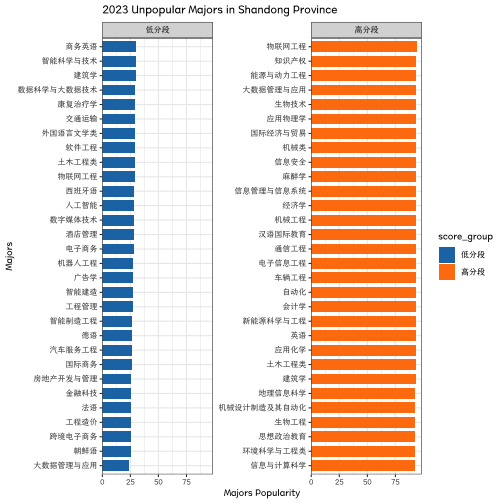 2023 Unpopular Majors in Shandong Province
低分段
商务英语
智能科学与技术
建筑学
数据科学与大数据技术
康复治疗学
交通运输
外国语言文学类
软件工程
土木工程类
物联网工程
西班牙语
人工智能
数字媒体技术
酒店管理
电子商务
机器人工程
广告学
智能建造
工程管理
智能制造工程
德语
汽车服务工程
国际商务
房地产开发与管理
金融科技
法语
工程造价
跨境电子商务
朝鲜语
大数据管理与应用
0 25 50 75
高分段
物联网工程
知识产权
能源与动力工程
大数据管理与应用
生物技术
应用物理学
国际经济与贸易
机械类
信息安全
麻醉学
信息管理与信息系统
经济学
机械工程
汉语国际教育
通信工程
电子信息工程
车辆工程
自动化
会计学
新能源科学与工程
英语
应用化学
土木工程类
建筑学
地理信息科学
机械设计制造及其自动化
生物工程
思想政治教育
环境科学与工程类
信息与计算科学
0 25 50 75
Majors
Majors Popularity
score_group
低分段
高分段